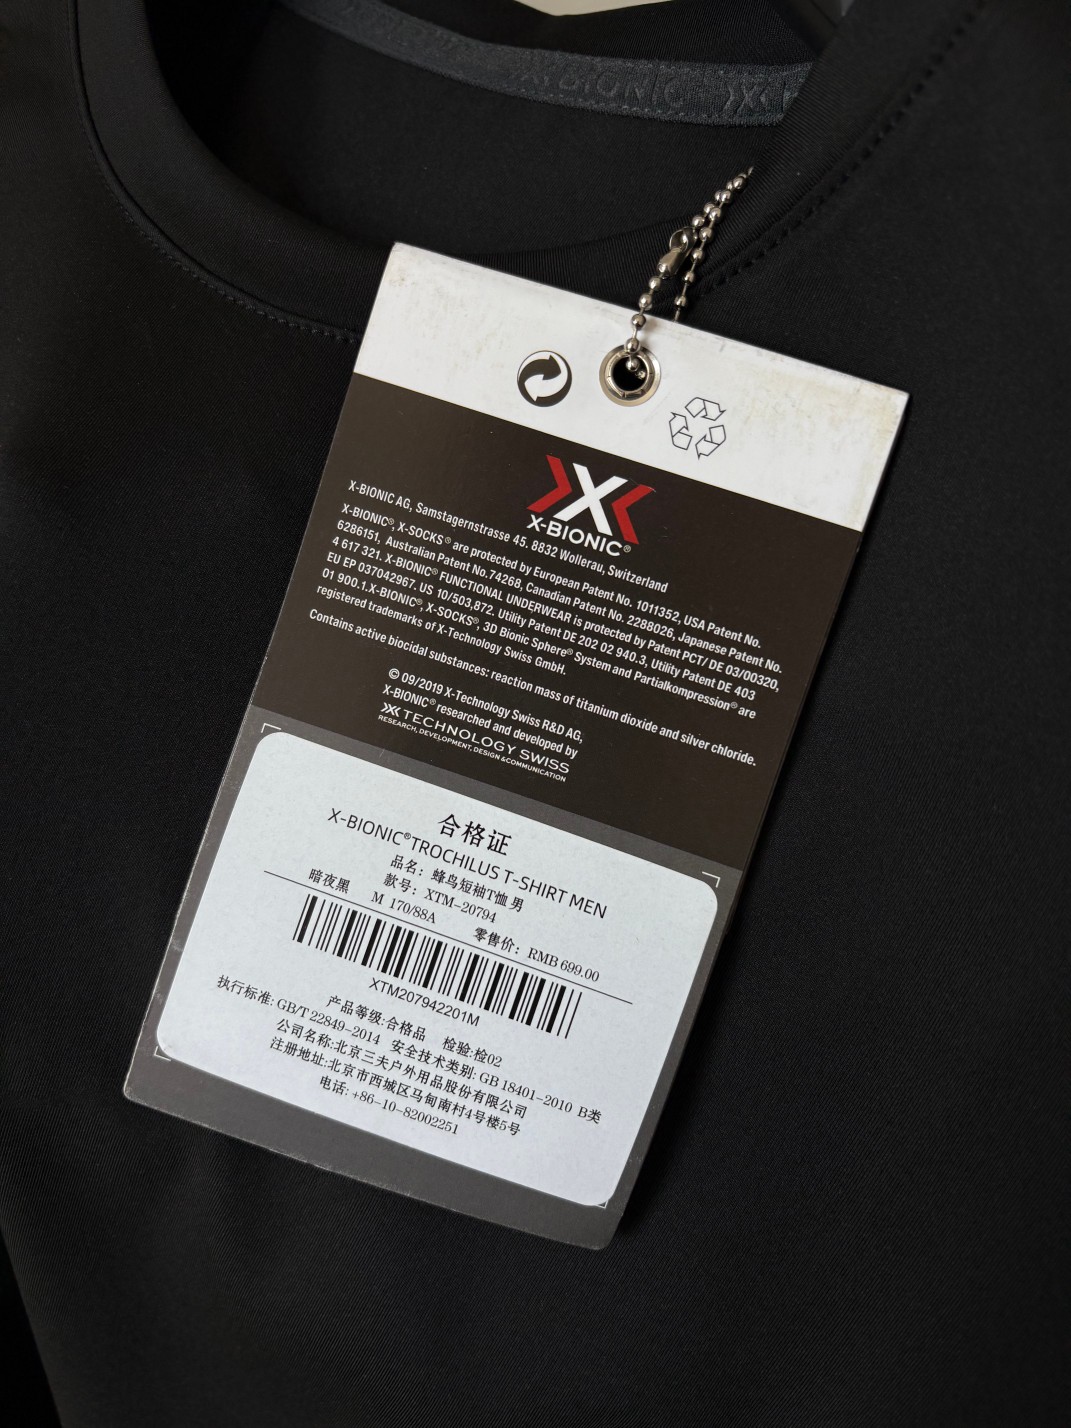 X-BIONIC
X-BIONIC®
X-BIONIC AG, Samstagernstrasse 45. 8832 Wollerau, Switzerland
X-BIONIC®, X-SOCKS® are protected by European Patent No. 1011352, USA Patent No.
6286151, Australian Patent No.74268, Canadian Patent No. 2288026, Japanese Patent No.
4 617 321. X-BIONIC® FUNCTIONAL UNDERWEAR is protected by Patent PCT/ DE 03/00320,
EU EP 037042967. US 10/503,872. Utility Patent DE 202 02 940.3, Utility Patent DE 403
01 900.1.X-BIONIC®, X-SOCKS®, 3D Bionic Sphere® System and Partialkompression® are
registered trademarks of X-Technology Swiss GmbH.
Contains active biocidal substances: reaction mass of titanium dioxide and silver chloride.
© 09/2019 X-Technology Swiss R&D AG,
X-BIONIC® researched and developed by
X TECHNOLOGY SWISS
RESEARCH, DEVELOPMENT, DESIGN & COMMUNICATION
合格证
X-BIONIC®TROCHILUS T-SHIRT MEN
品名: 蜂鸟短袖T恤 男
款号: XTM-20794
暗夜黑 M 170/88A 零售价: RMB 699.00
XTM207942201M
产品等级:合格品 检验:检02
执行标准: GB/T 22849-2014 安全技术类别: GB 18401-2010 B类
公司名称:北京三夫户外用品股份有限公司
注册地址:北京市西城区马甸南村4号楼5号
电话: +86-10-82002251